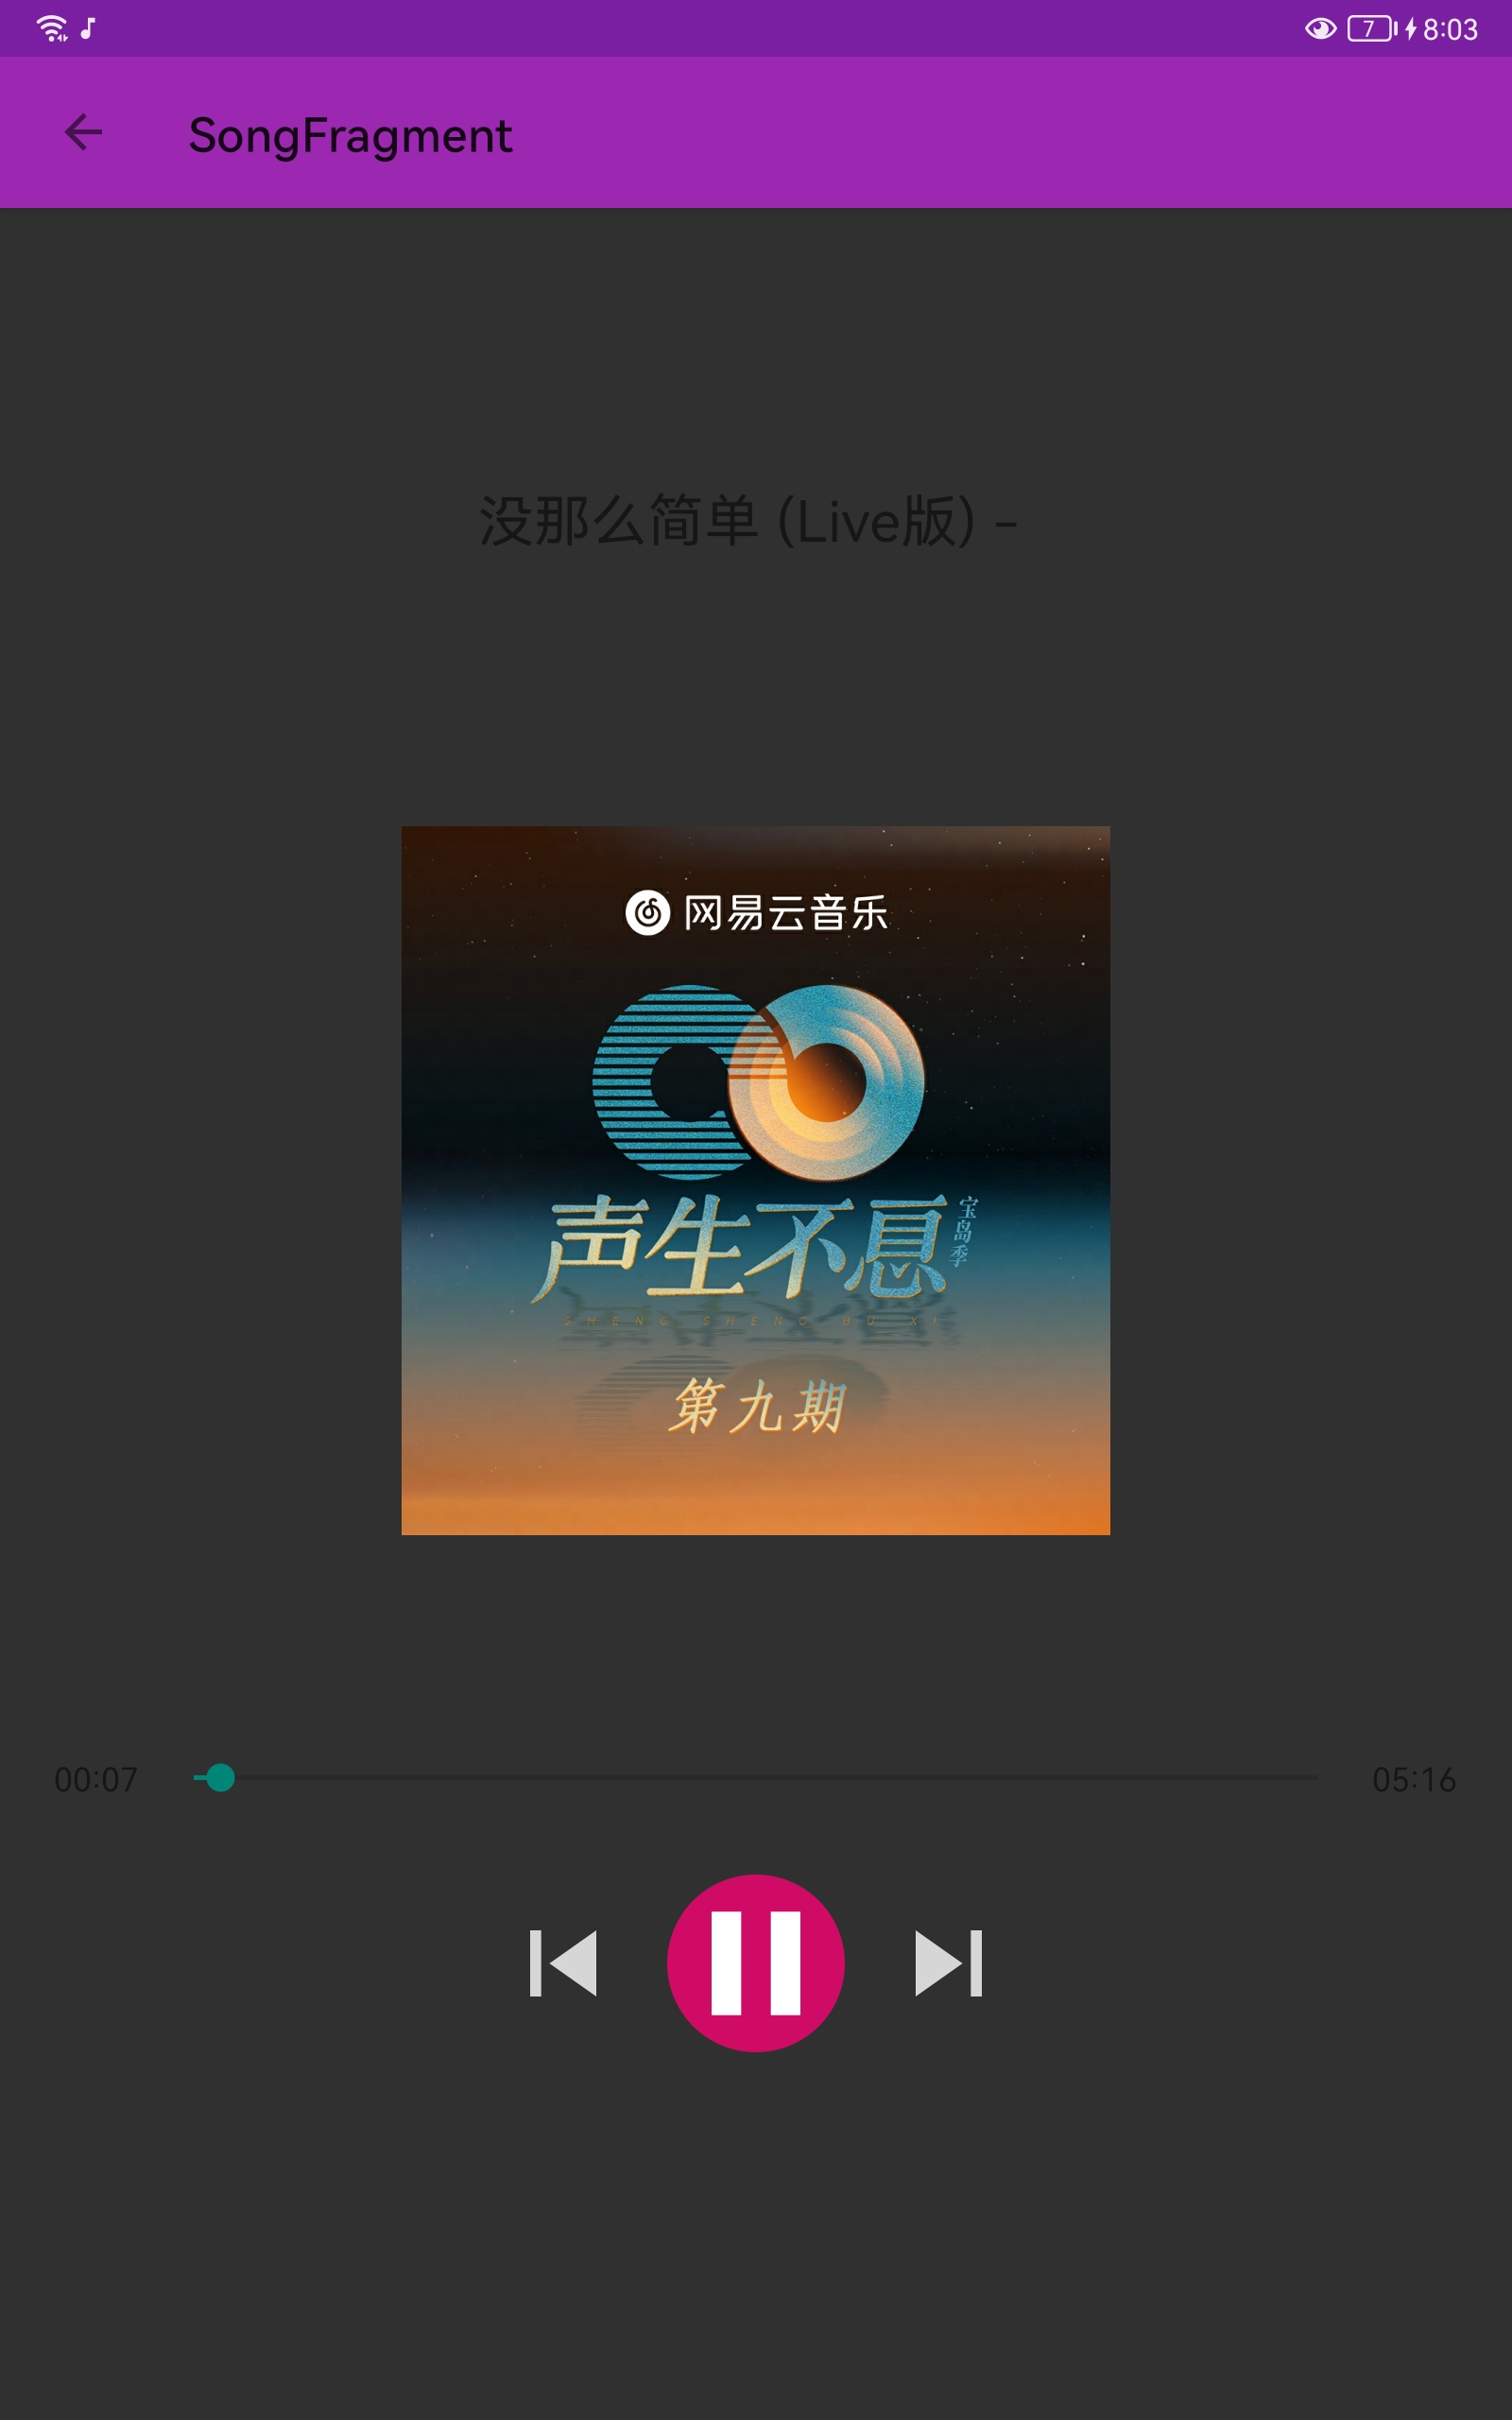 7 8:03
SongFragment
没那么简单 (Live版) -
网易云音乐
声生不息
宝岛季
SHENG SHENG BU XI
第九期
00:07
05:16